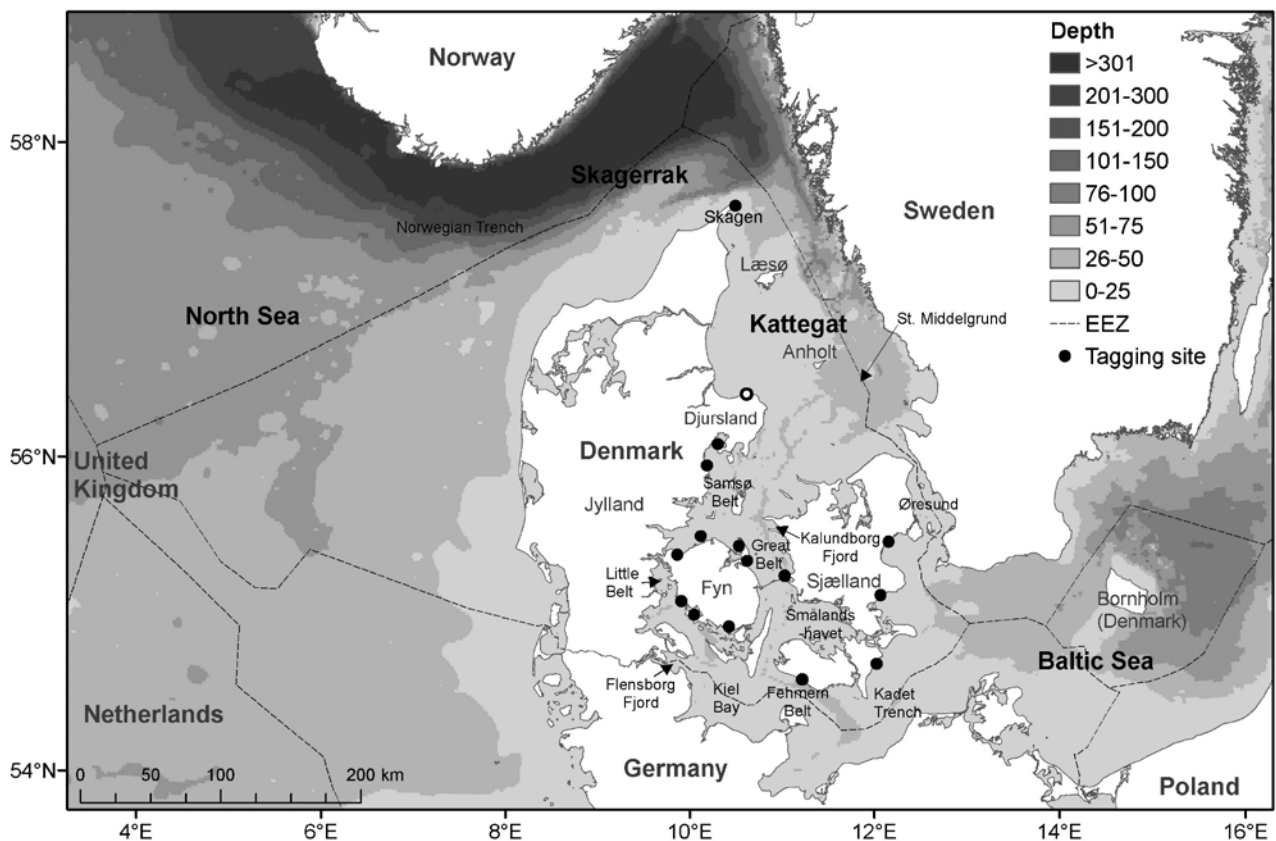 Norway
Depth
>301
201-300
151-200
101-150
76-100
51-75
26-50
0-25
EEZ
Tagging site
58°N
56°N
54°N
Skagerrak
Norwegian Trench
Skagen
Sweden
Læsø
North Sea
Kattegat
Anholt
St. Middelgrund
Djursland
Denmark
United
Kingdom
Jylland
Samsø
Belt
Øresund
Kalundborg
Fjord
Great
Belt
Little
Belt
Fyn
Sjælland
Smålands
-havet
Bornholm
(Denmark)
Baltic Sea
Flensborg
Fjord
Kiel
Bay
Fehmern
Belt
Kadet
Trench
Netherlands
Germany
Poland
0 50 100 200 km
4°E 6°E 8°E 10°E 12°E 14°E 16°E